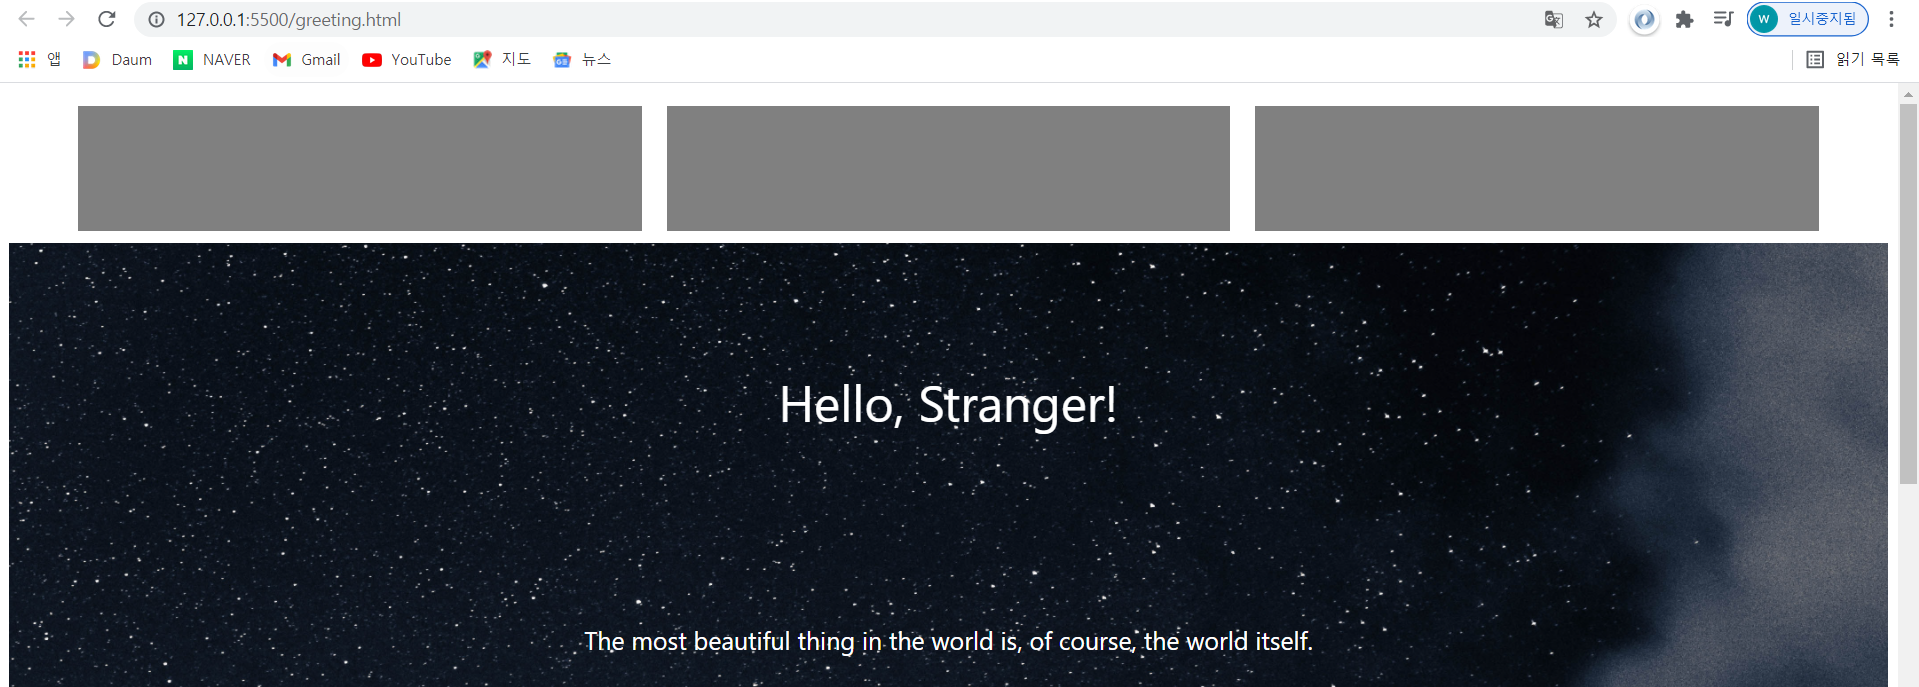 127.0.0.1:5500/greeting.html
W 일시중지됨
앱 Daum NAVER Gmail YouTube 지도 뉴스 읽기 목록
Hello, Stranger!
The most beautiful thing in the world is, of course, the world itself.